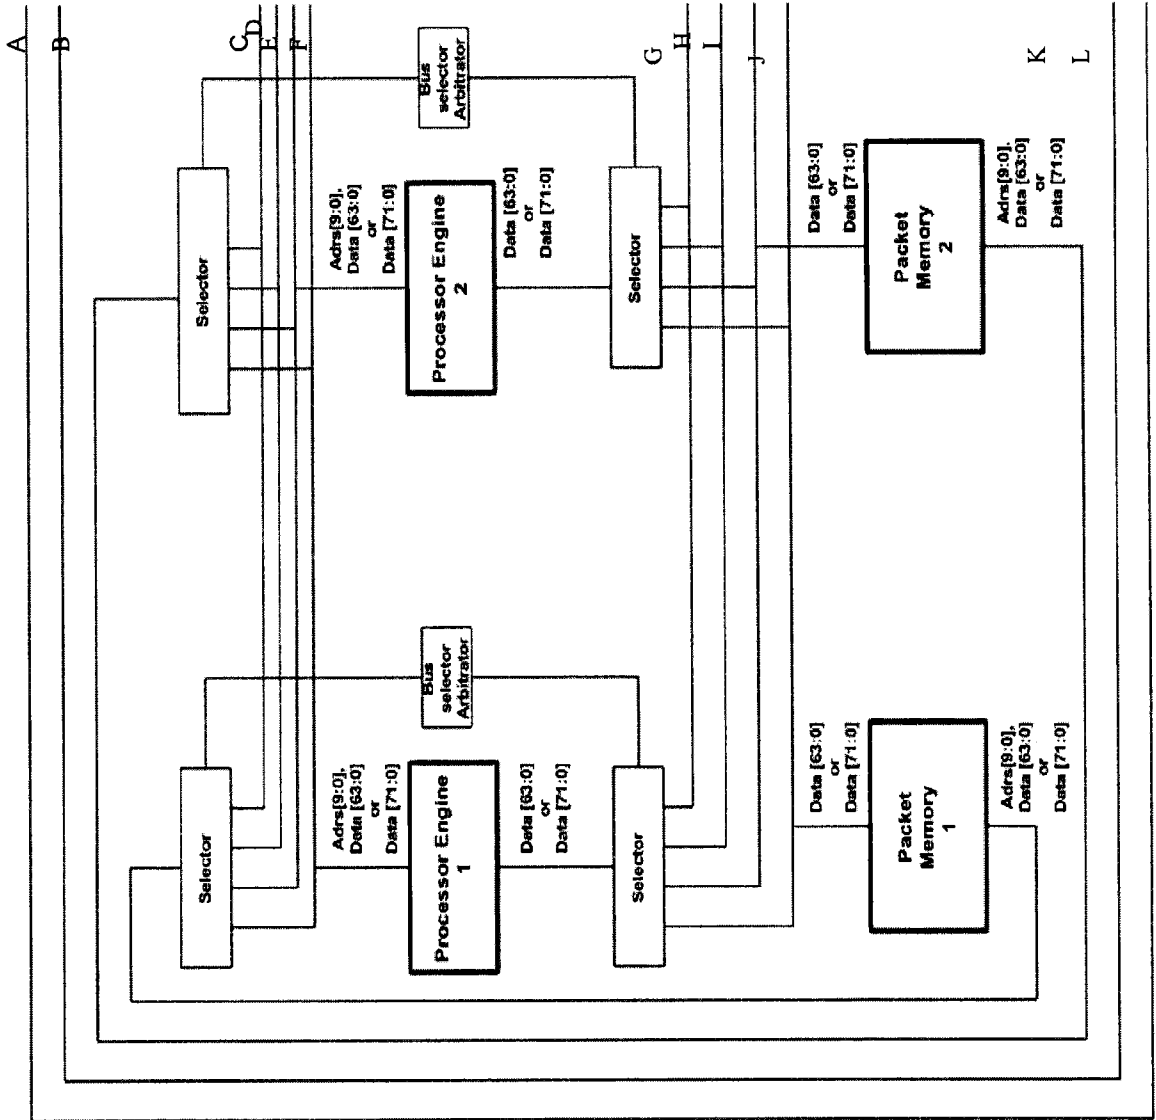 A
B
C
D
E
F
G
H
I
J
K
L
Bus
selector
Arbitrator
Selector
Adrs[9:0],
Data [63:0]
or
Data [71:0]
Processor Engine
2
Data [63:0]
or
Data [71:0]
Selector
Data [63:0]
or
Data [71:0]
Packet
Memory
2
Adrs[9:0],
Data [63:0]
or
Data [71:0]
Bus
selector
Arbitrator
Selector
Adrs[9:0],
Data [63:0]
or
Data [71:0]
Processor Engine
1
Data [63:0]
or
Data [71:0]
Selector
Data [63:0]
or
Data [71:0]
Packet
Memory
1
Adrs[9:0],
Data [63:0]
or
Data [71:0]